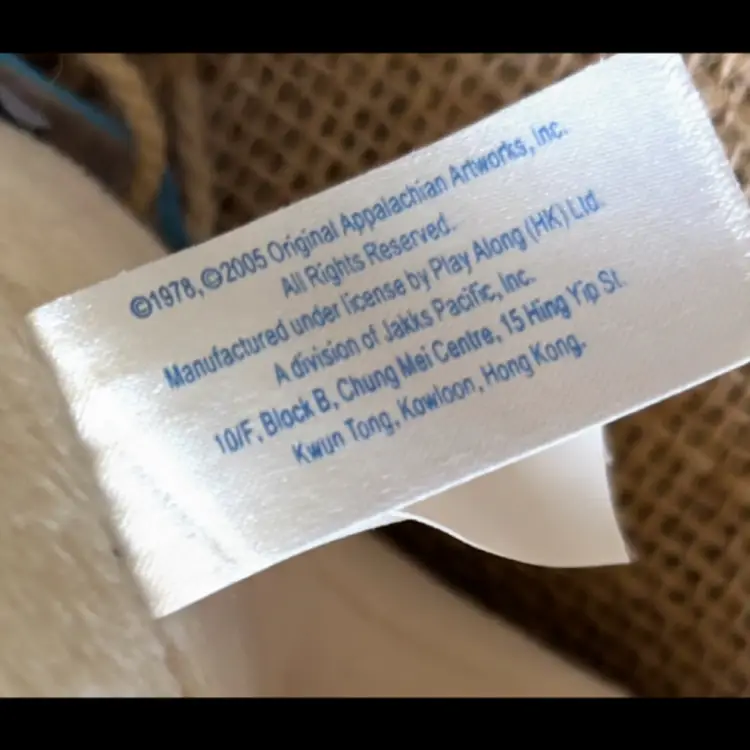 ©1978, ©2005 Original Appalachian Artworks, Inc.
All Rights Reserved.
Manufactured under license by Play Along (HK) Ltd.
A division of Jakks Pacific, Inc.
10/F, Block B, Chung Mei Centre, 15 Hing Yip St.
Kwun Tong, Kowloon, Hong Kong.